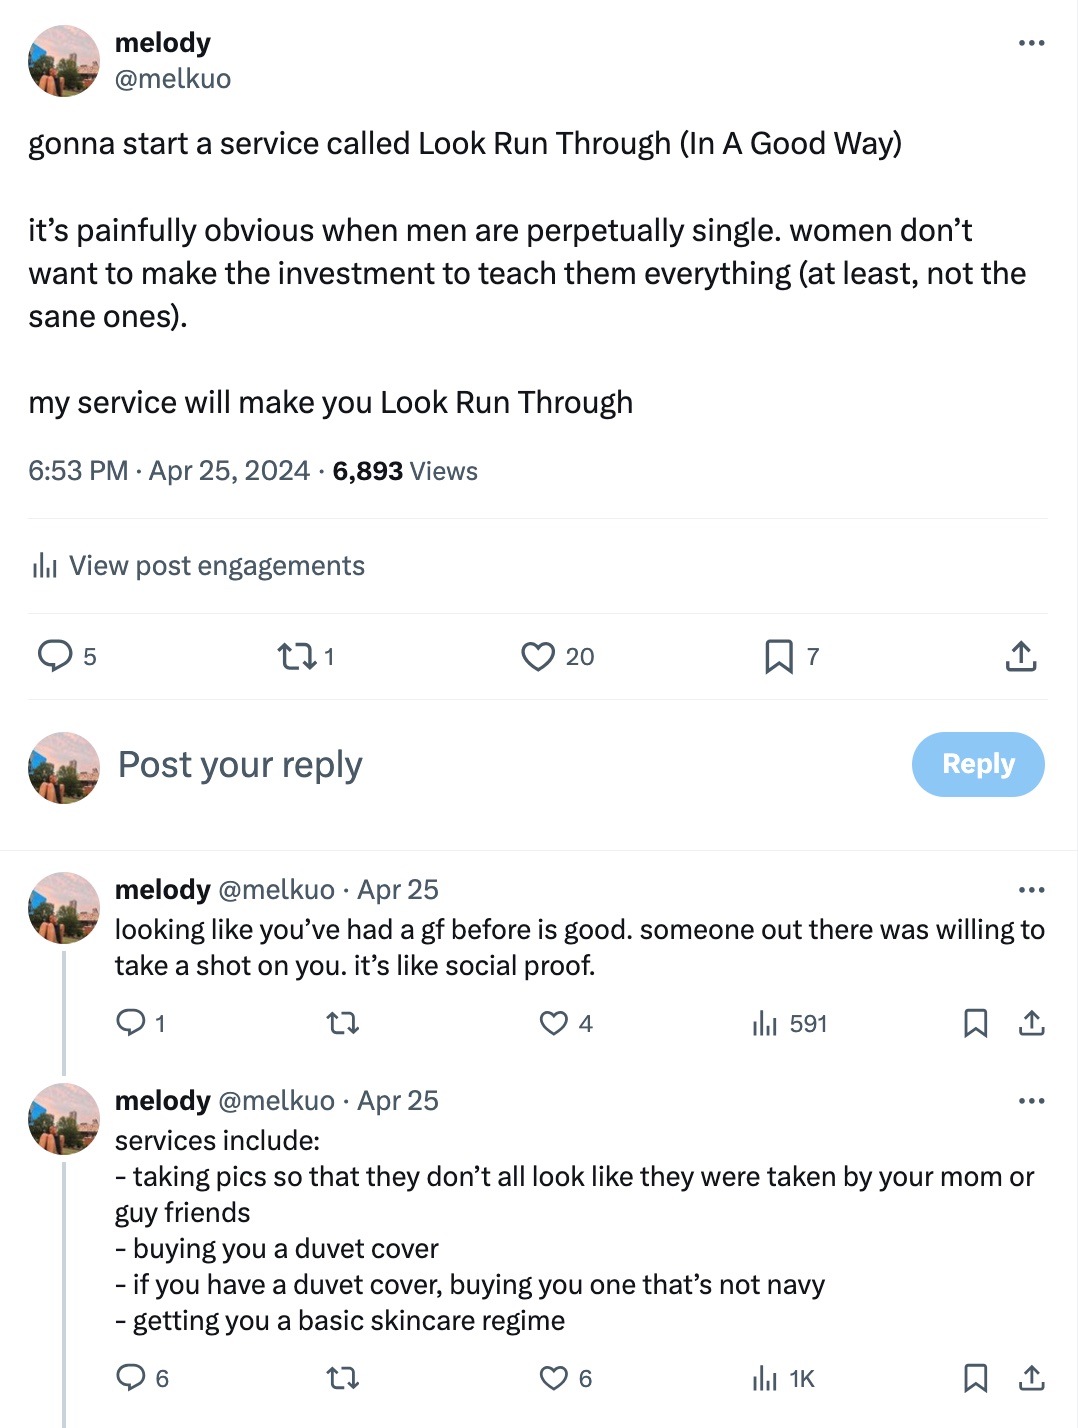 melody
@melkuo
gonna start a service called Look Run Through (In A Good Way)
it’s painfully obvious when men are perpetually single. women don’t
want to make the investment to teach them everything (at least, not the
sane ones).
my service will make you Look Run Through
6:53 PM · Apr 25, 2024 · 6,893 Views
View post engagements
5 1 20 7
Post your reply
Reply
melody @melkuo · Apr 25
looking like you’ve had a gf before is good. someone out there was willing to
take a shot on you. it’s like social proof.
1 4 591
melody @melkuo · Apr 25
services include:
- taking pics so that they don’t all look like they were taken by your mom or
guy friends
- buying you a duvet cover
- if you have a duvet cover, buying you one that’s not navy
- getting you a basic skincare regime
6 6 1K